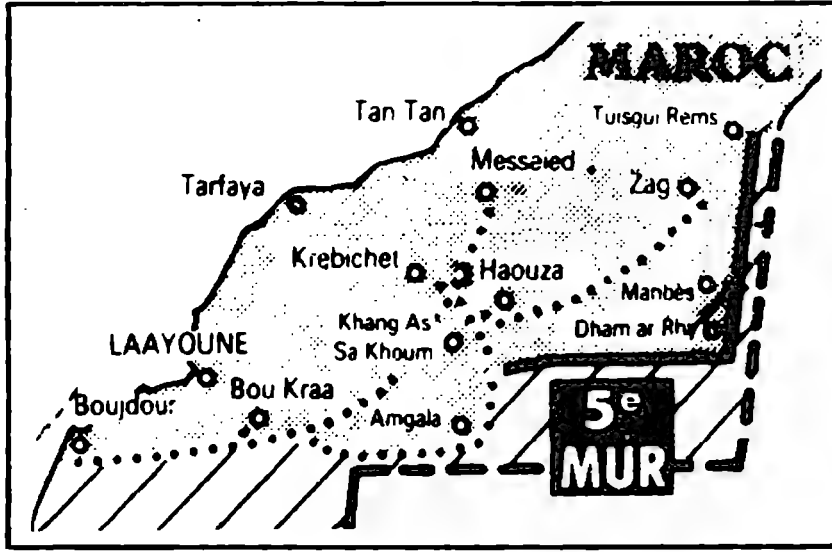 MAROC
Tan Tan
Tuisgui Rems
Messaied
Tarfaya
Zag
Krebichet
Haouza
Manbès
Khang As
Sa Khoum
Dham ar Rh
LAAYOUNE
Bou Kraa
Boujdour
Amgala
5e
MUR